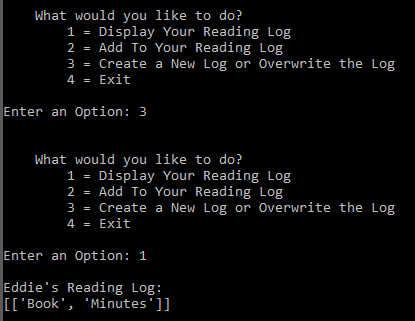 What would you like to do?
1 = Display Your Reading Log
2 = Add To Your Reading Log
3 = Create a New Log or Overwrite the Log
4 = Exit
Enter an Option: 3
What would you like to do?
1 = Display Your Reading Log
2 = Add To Your Reading Log
3 = Create a New Log or Overwrite the Log
4 = Exit
Enter an Option: 1
Eddie's Reading Log:
[['Book', 'Minutes']]